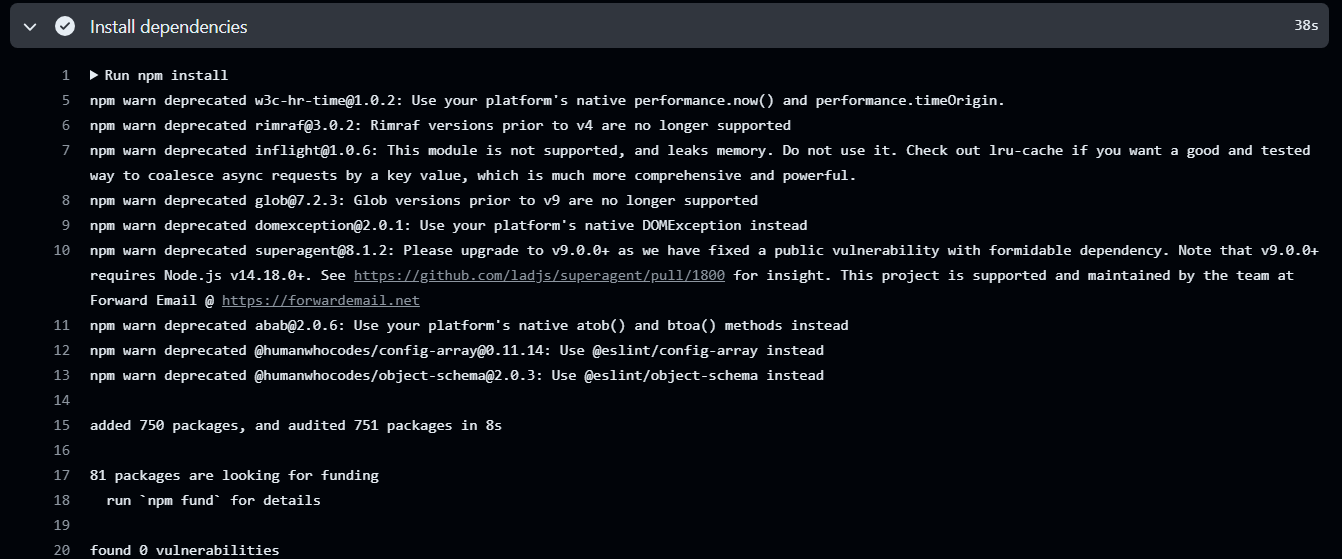 Install dependencies 38s
1 Run npm install
5 npm warn deprecated w3c-hr-time@1.0.2: Use your platform's native performance.now() and performance.timeOrigin.
6 npm warn deprecated rimraf@3.0.2: Rimraf versions prior to v4 are no longer supported
7 npm warn deprecated inflight@1.0.6: This module is not supported, and leaks memory. Do not use it. Check out lru-cache if you want a good and tested
way to coalesce async requests by a key value, which is much more comprehensive and powerful.
8 npm warn deprecated glob@7.2.3: Glob versions prior to v9 are no longer supported
9 npm warn deprecated domexception@2.0.1: Use your platform's native DOMException instead
10 npm warn deprecated superagent@8.1.2: Please upgrade to v9.0.0+ as we have fixed a public vulnerability with formidable dependency. Note that v9.0.0+
requires Node.js v14.18.0+. See https://github.com/ladjs/superagent/pull/1800 for insight. This project is supported and maintained by the team at
Forward Email @ https://forwardemail.net
11 npm warn deprecated abab@2.0.6: Use your platform's native atob() and btoa() methods instead
12 npm warn deprecated @humanwhocodes/config-array@0.11.14: Use @eslint/config-array instead
13 npm warn deprecated @humanwhocodes/object-schema@2.0.3: Use @eslint/object-schema instead
14
15 added 750 packages, and audited 751 packages in 8s
16
17 81 packages are looking for funding
18 run `npm fund` for details
19
20 found 0 vulnerabilities